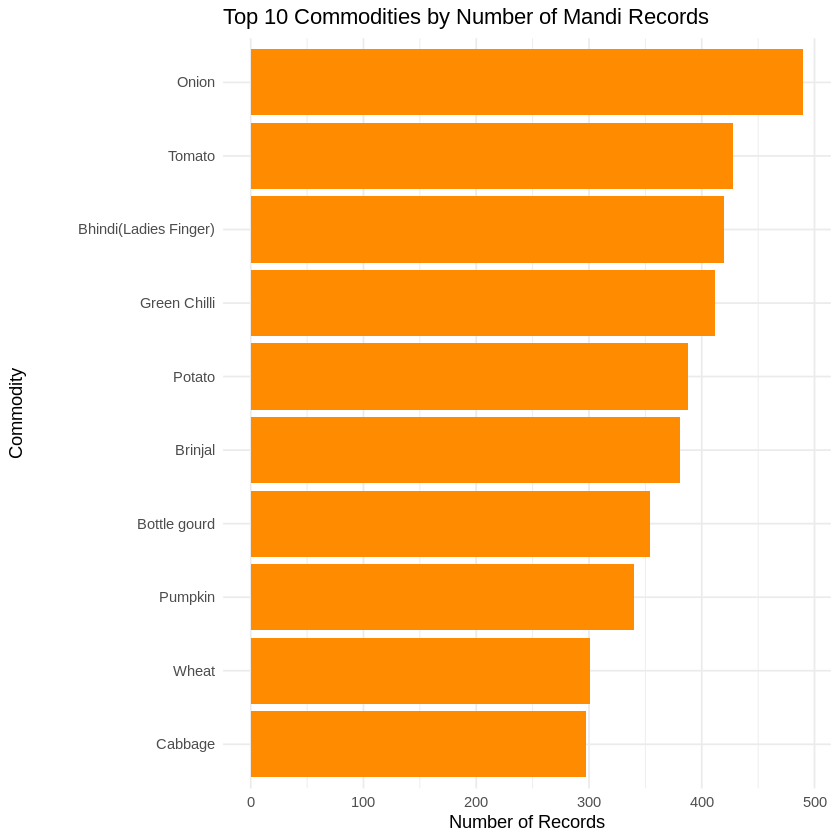 Top 10 Commodities by Number of Mandi Records
Commodity
Onion
Tomato
Bhindi(Ladies Finger)
Green Chilli
Potato
Brinjal
Bottle gourd
Pumpkin
Wheat
Cabbage
0 100 200 300 400 500
Number of Records